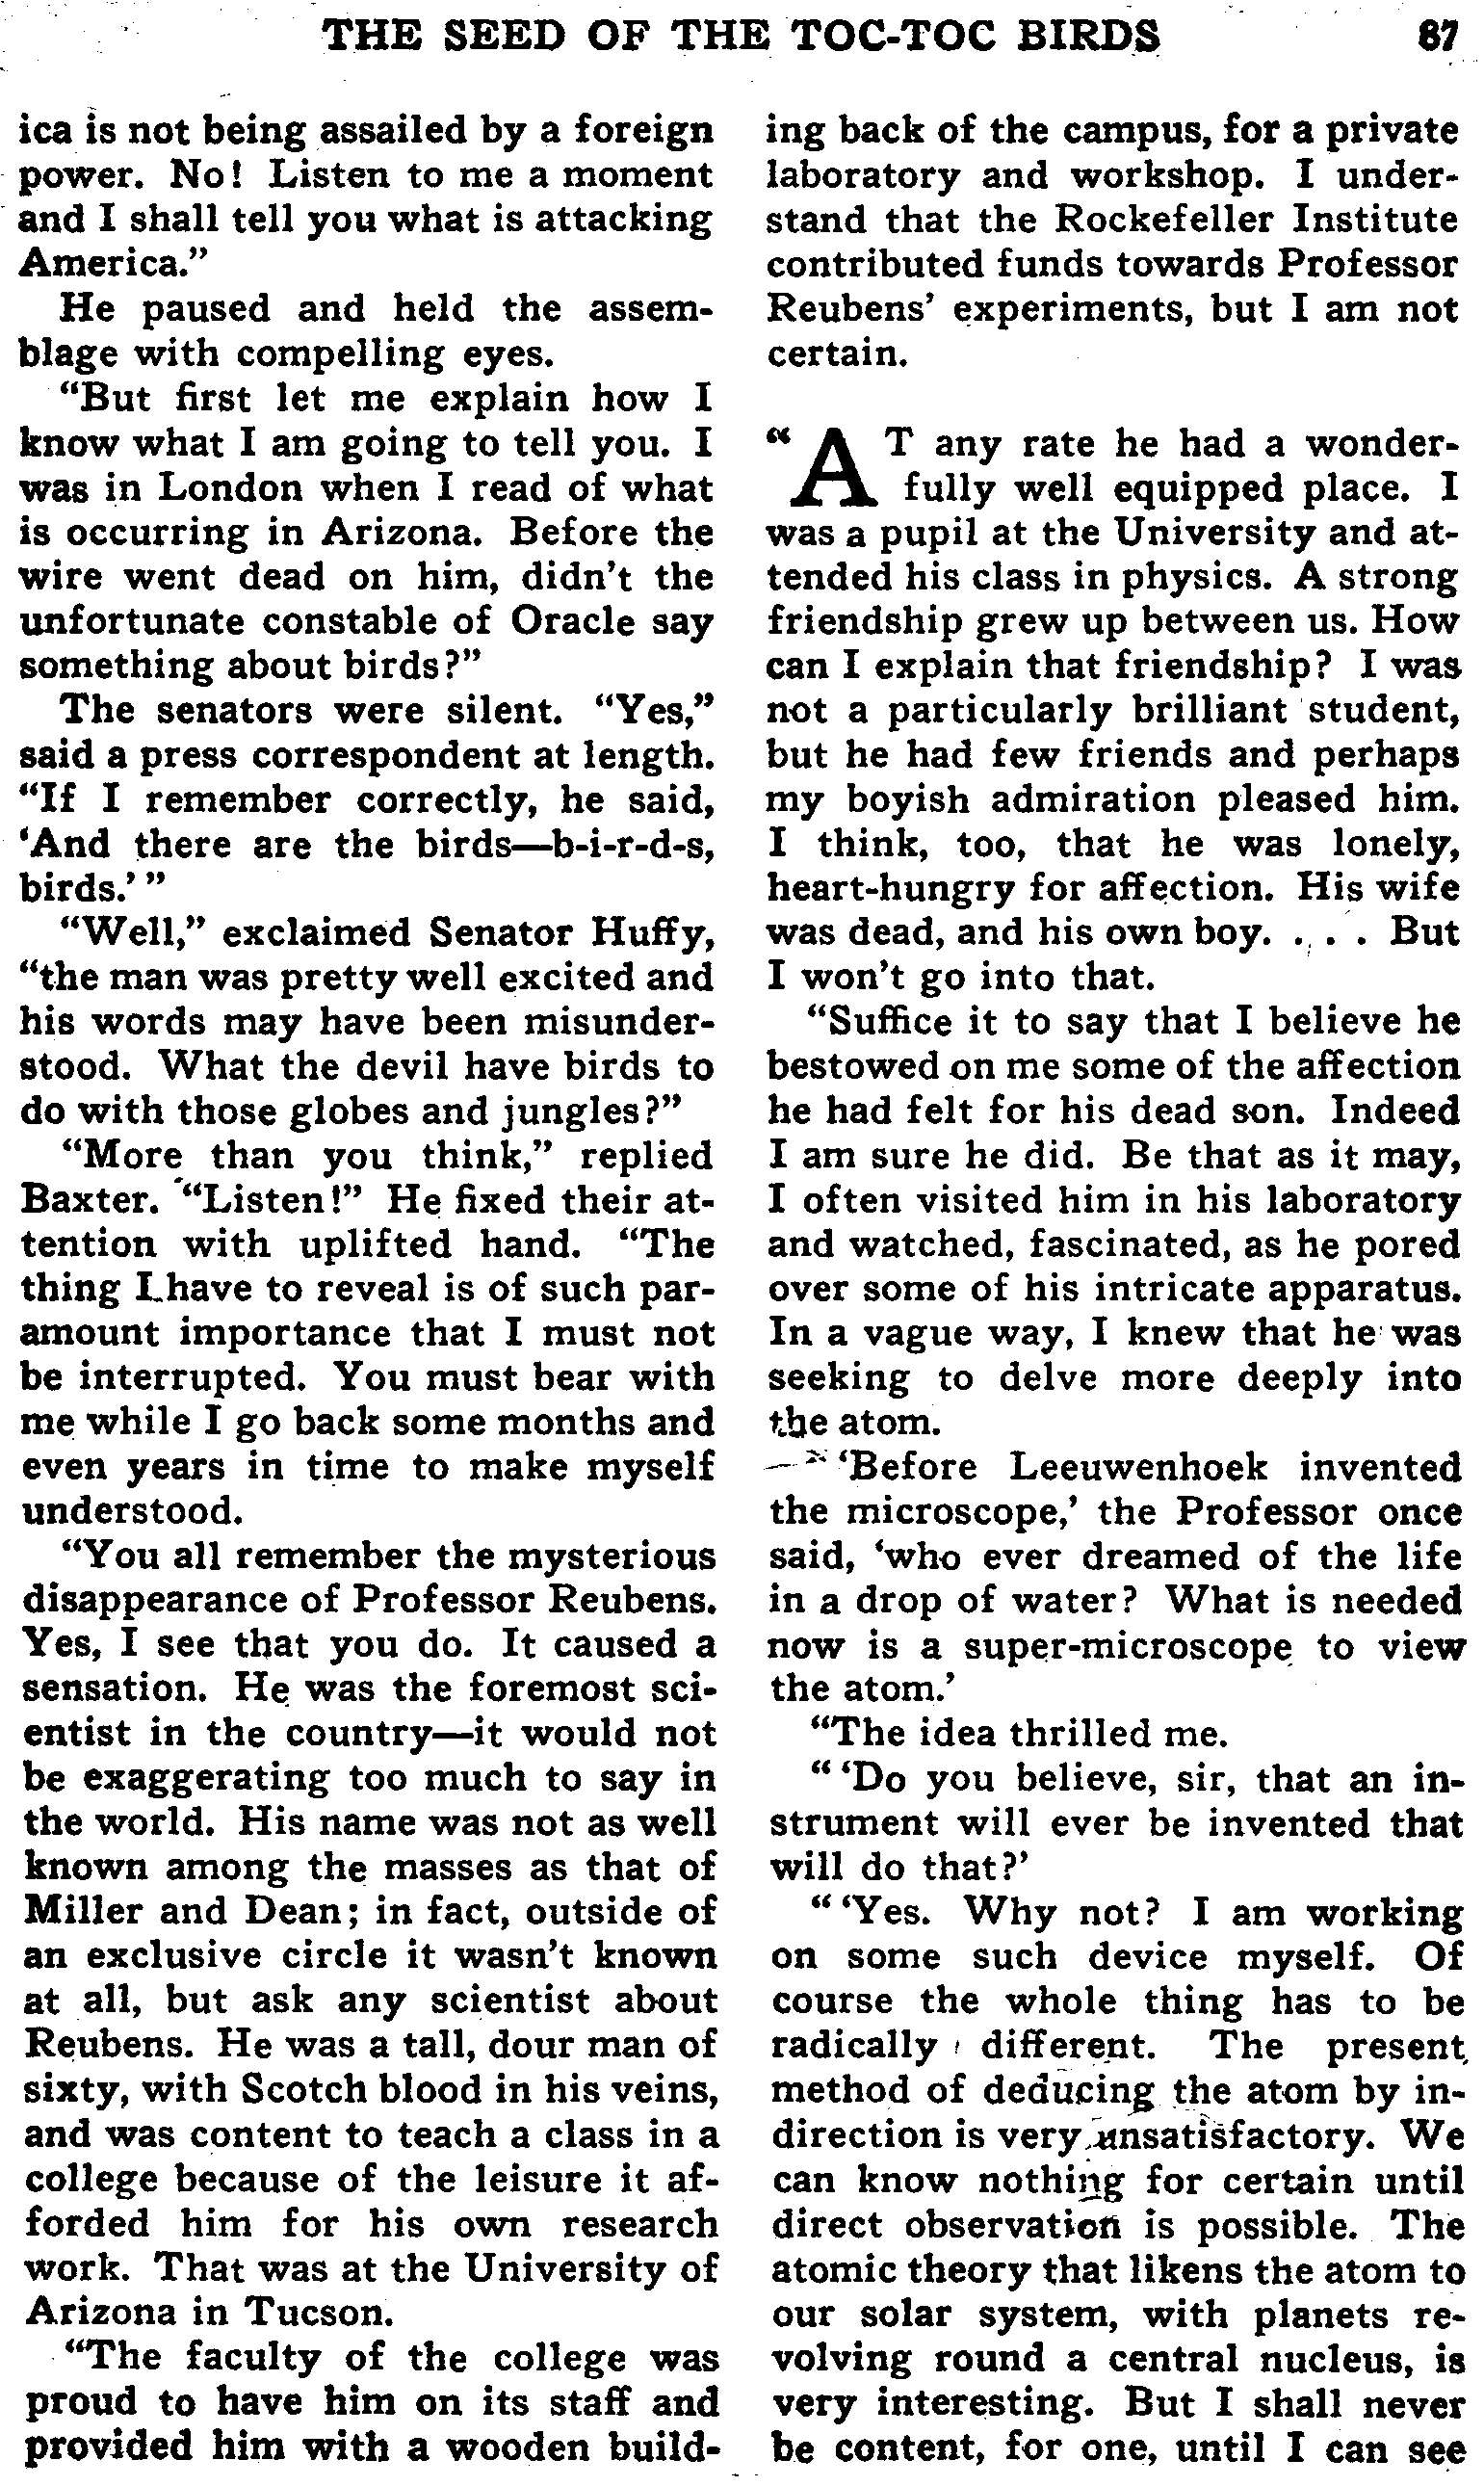 THE SEED OF THE TOC-TOC BIRDS 87
ica is not being assailed by a foreign
power. No! Listen to me a moment
and I shall tell you what is attacking
America.”
He paused and held the assem-
blage with compelling eyes.
“But first let me explain how I
know what I am going to tell you. I
was in London when I read of what
is occurring in Arizona. Before the
wire went dead on him, didn't the
unfortunate constable of Oracle say
something about birds?”
The senators were silent. “Yes,”
said a press correspondent at length.
“If I remember correctly, he said,
‘And there are the birds—b-i-r-d-s,
birds.’”
“Well,” exclaimed Senator Huffy,
“the man was pretty well excited and
his words may have been misunder-
stood. What the devil have birds to
do with those globes and jungles?”
“More than you think,” replied
Baxter. “Listen!” He fixed their at-
tention with uplifted hand. “The
thing I have to reveal is of such par-
amount importance that I must not
be interrupted. You must bear with
me while I go back some months and
even years in time to make myself
understood.
“You all remember the mysterious
disappearance of Professor Reubens.
Yes, I see that you do. It caused a
sensation. He was the foremost sci-
entist in the country—it would not
be exaggerating too much to say in
the world. His name was not as well
known among the masses as that of
Miller and Dean; in fact, outside of
an exclusive circle it wasn't known
at all, but ask any scientist about
Reubens. He was a tall, dour man of
sixty, with Scotch blood in his veins,
and was content to teach a class in a
college because of the leisure it af-
forded him for his own research
work. That was at the University of
Arizona in Tucson.
“The faculty of the college was
proud to have him on its staff and
provided him with a wooden build-
ing back of the campus, for a private
laboratory and workshop. I under-
stand that the Rockefeller Institute
contributed funds towards Professor
Reubens’ experiments, but I am not
certain.
“AT any rate he had a wonder-
fully well equipped place. I
was a pupil at the University and at-
tended his class in physics. A strong
friendship grew up between us. How
can I explain that friendship? I was
not a particularly brilliant student,
but he had few friends and perhaps
my boyish admiration pleased him.
I think, too, that he was lonely,
heart-hungry for affection. His wife
was dead, and his own boy. . . . But
I won't go into that.
“Suffice it to say that I believe he
bestowed on me some of the affection
he had felt for his dead son. Indeed
I am sure he did. Be that as it may,
I often visited him in his laboratory
and watched, fascinated, as he pored
over some of his intricate apparatus.
In a vague way, I knew that he was
seeking to delve more deeply into
the atom.
“‘Before Leeuwenhoek invented
the microscope,’ the Professor once
said, ‘who ever dreamed of the life
in a drop of water? What is needed
now is a super-microscope to view
the atom.’
“The idea thrilled me.
“‘Do you believe, sir, that an in-
strument will ever be invented that
will do that?’
“‘Yes. Why not? I am working
on some such device myself. Of
course the whole thing has to be
radically different. The present
method of deducing the atom by in-
direction is very unsatisfactory. We
can know nothing for certain until
direct observation is possible. The
atomic theory that likens the atom to
our solar system, with planets re-
volving round a central nucleus, is
very interesting. But I shall never
be content, for one, until I can see